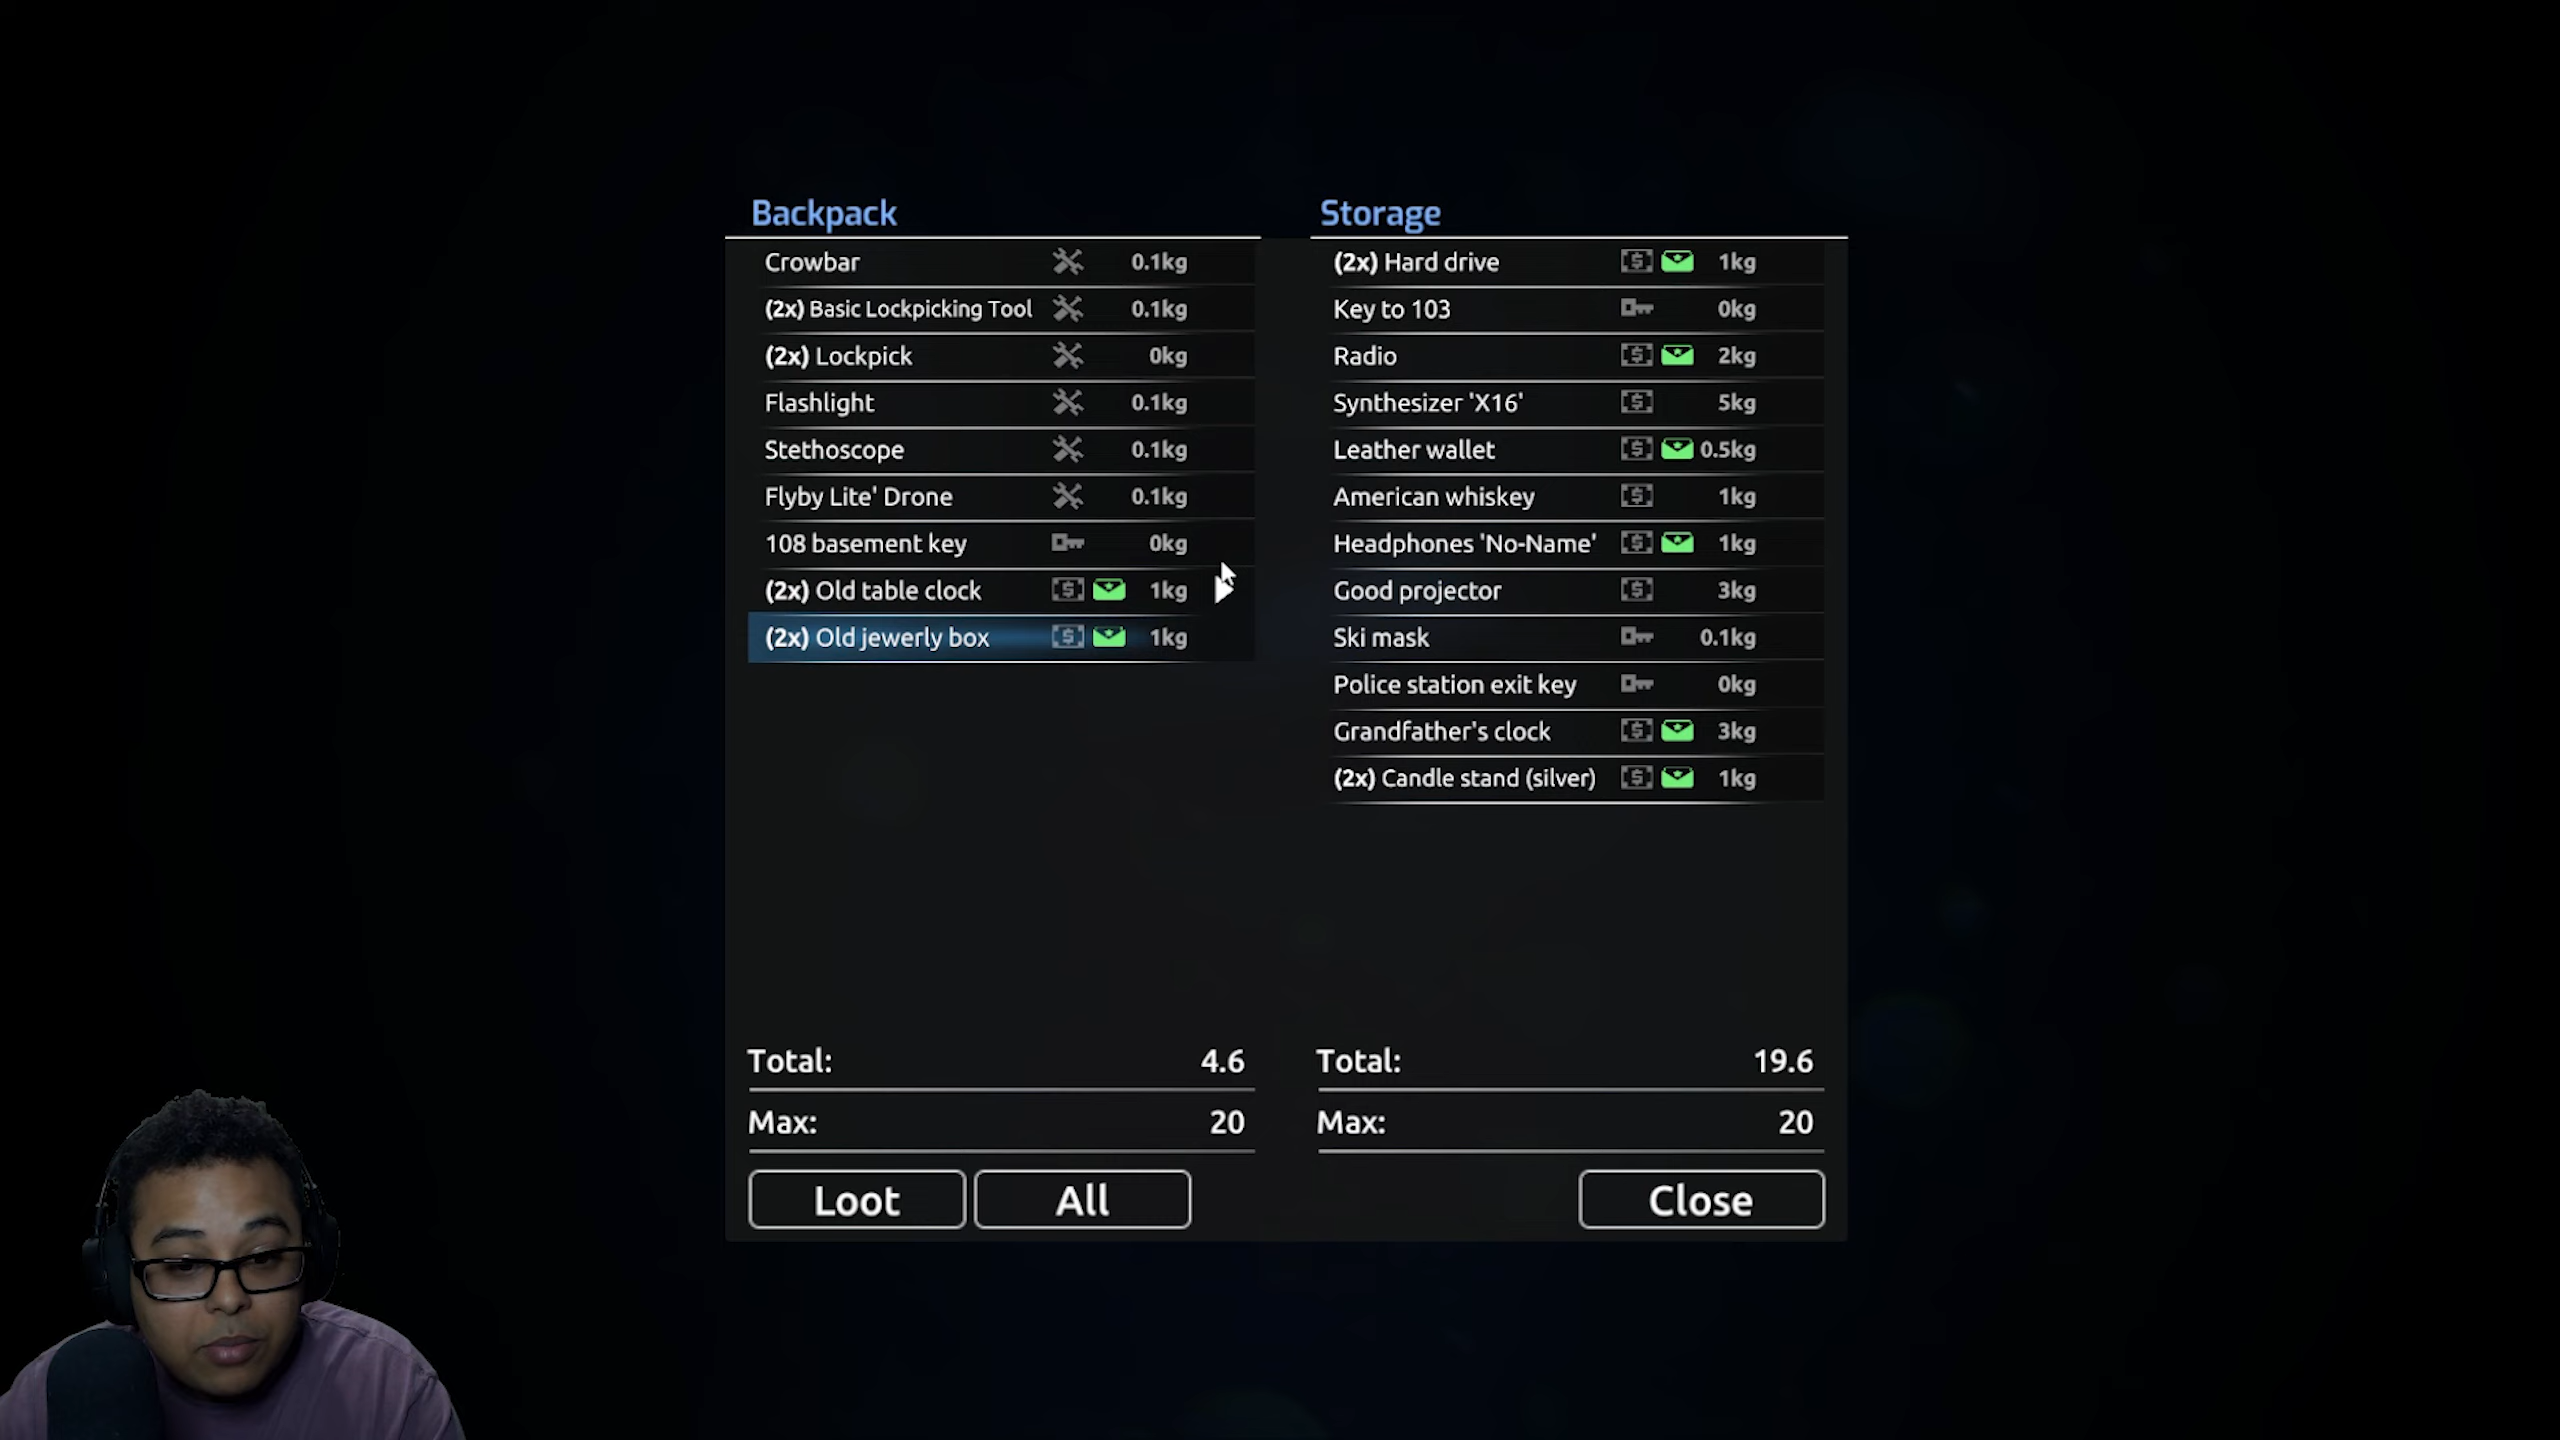 Backpack
Crowbar 0.1kg
(2x) Basic Lockpicking Tool 0.1kg
(2x) Lockpick 0kg
Flashlight 0.1kg
Stethoscope 0.1kg
Flyby Lite' Drone 0.1kg
108 basement key 0kg
(2x) Old table clock 1kg
(2x) Old jewerly box 1kg
Total: 4.6
Max: 20
Loot All
Storage
(2x) Hard drive 1kg
Key to 103 0kg
Radio 2kg
Synthesizer 'X16' 5kg
Leather wallet 0.5kg
American whiskey 1kg
Headphones 'No-Name' 1kg
Good projector 3kg
Ski mask 0.1kg
Police station exit key 0kg
Grandfather's clock 3kg
(2x) Candle stand (silver) 1kg
Total: 19.6
Max: 20
Close